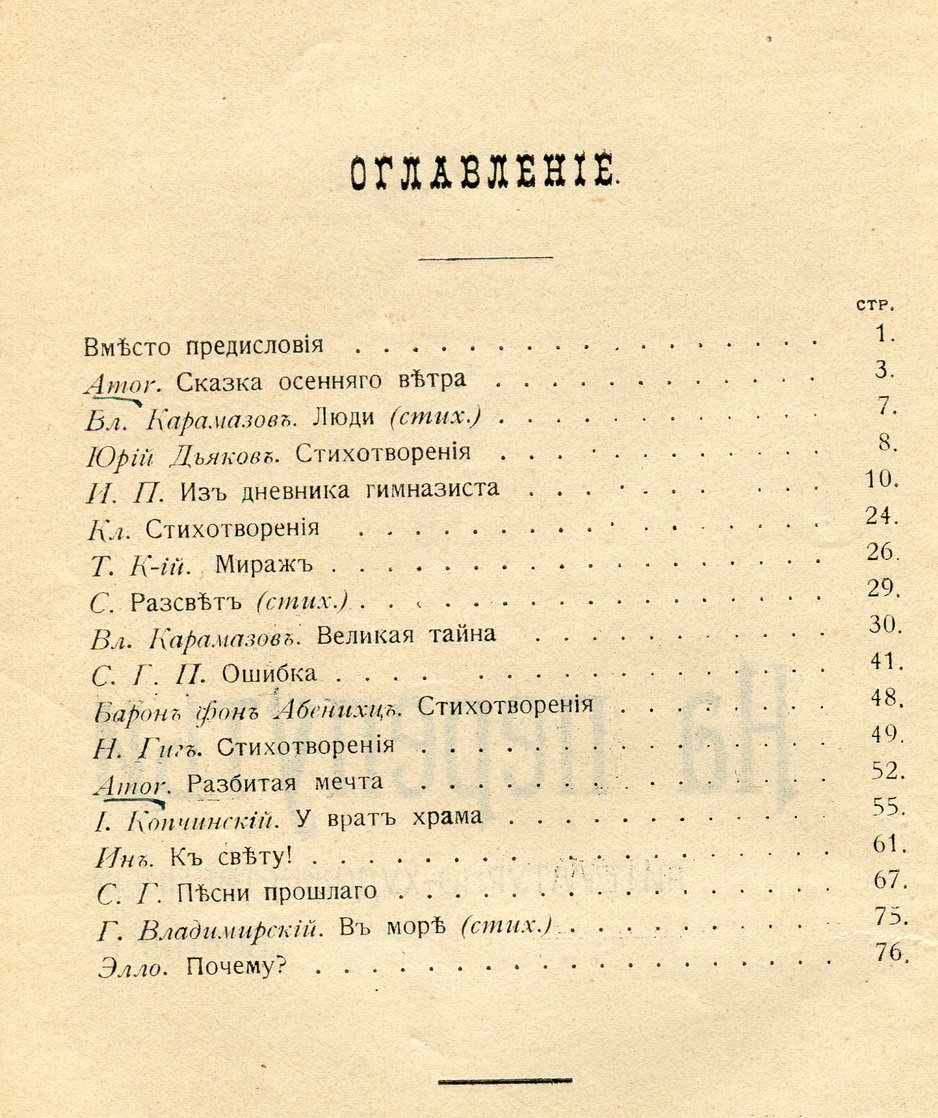 ОГЛАВЛЕНІЕ.
СТР.
Вмѣсто предисловія . . . . . . . . . . . . . . . . 1.
Amor. Сказка осенняго вѣтра . . . . . . . . . . . . 3.
Вл. Карамазовъ. Люди (стих.) . . . . . . . . . . . . 7.
Юрій Дьяковъ. Стихотворенія . . . . . . . . . . . . 8.
И. П. Изъ дневника гимназиста . . . . . . . . . . . 10.
Кл. Стихотворенія . . . . . . . . . . . . . . . . . 24.
Т. К-ій. Миражъ . . . . . . . . . . . . . . . . . . 26.
С. Разсвѣтъ (стих.) . . . . . . . . . . . . . . . . 29.
Вл. Карамазовъ. Великая тайна . . . . . . . . . . . 30.
С. Г. П. Ошибка . . . . . . . . . . . . . . . . . . 41.
Баронъ фонъ Абенихцъ. Стихотворенія . . . . . . . . 48.
Н. Гигъ. Стихотворенія . . . . . . . . . . . . . . . 49.
Amor. Разбитая мечта . . . . . . . . . . . . . . . . 52.
І. Копчинскій. У вратъ храма . . . . . . . . . . . . 55.
Инъ. Къ свѣту! . . . . . . . . . . . . . . . . . . . 61.
С. Г. Пѣсни прошлаго . . . . . . . . . . . . . . . . 67.
Г. Владимирскій. Въ морѣ (стих.) . . . . . . . . . . 75.
Элло. Почему? . . . . . . . . . . . . . . . . . . . 76.